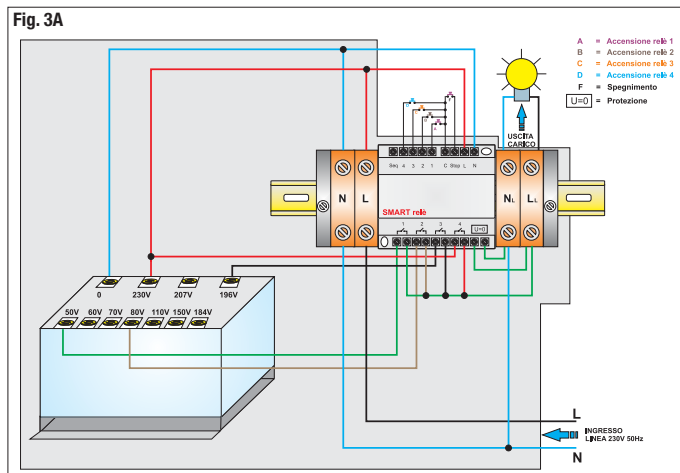 Fig. 3A
A = Accensione relè 1
B = Accensione relè 2
C = Accensione relè 3
D = Accensione relè 4
F = Spegnimento
U=0 = Protezione
USCITA
CARICO
D
C
B
A
F
Seq 4 3 2 1 C Stop L N
N L
SMART relè
1 2 3 4 U=0
NL LL
0 230V 207V 196V
50V 60V 70V 80V 110V 150V 184V
L
INGRESSO
LINEA 230V 50Hz
N